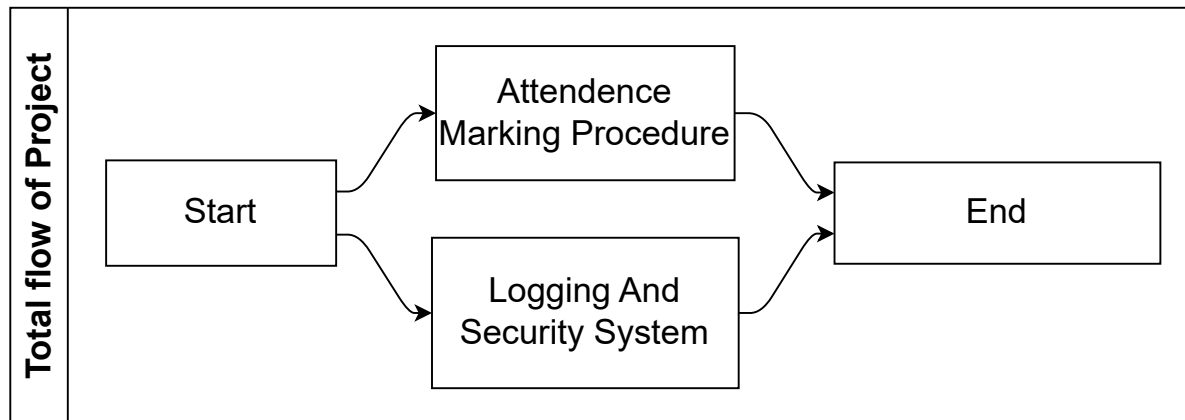 Total flow of Project
Start
Attendence
Marking Procedure
Logging And
Security System
End